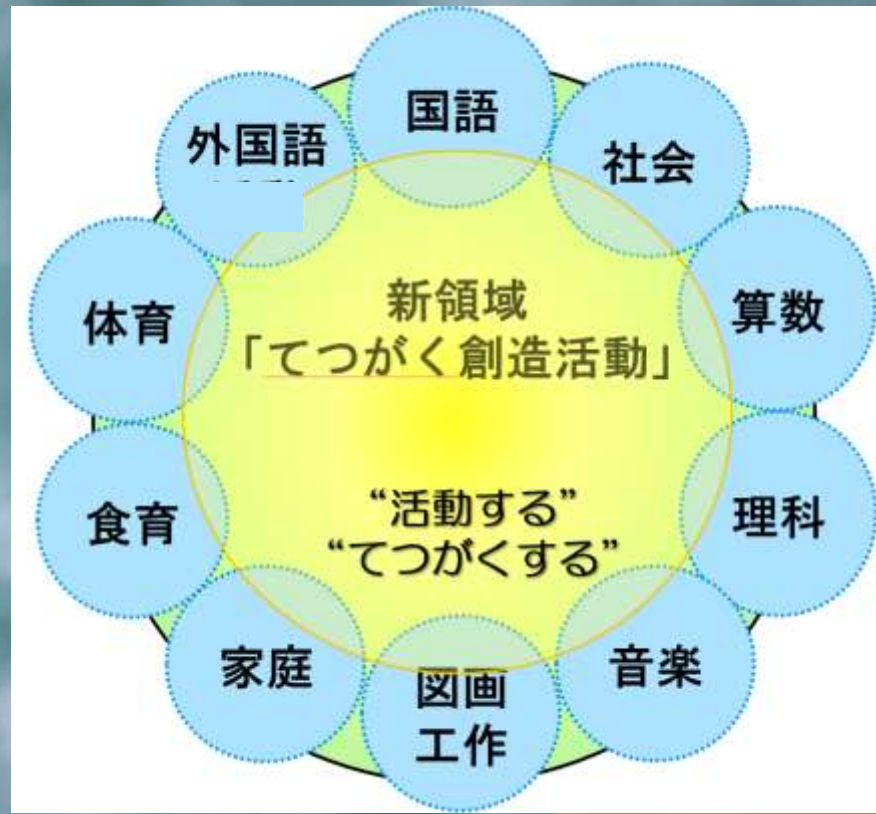 国語
社会
算数
理科
音楽
図画
工作
家庭
食育
体育
外国語
新領域
「てつがく創造活動」
“活動する”
“てつがくする”